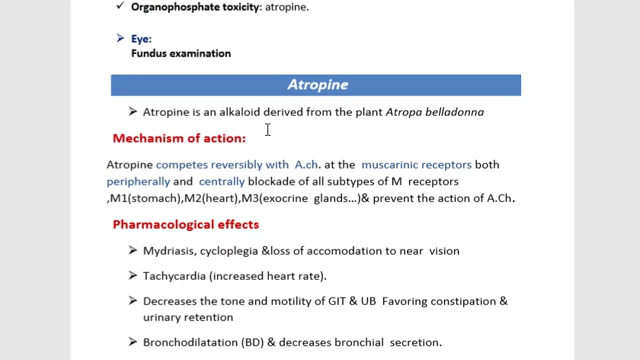 ✓ Organophosphate toxicity: atropine.
➢ Eye:
Fundus examination
Atropine
➢ Atropine is an alkaloid derived from the plant Atropa belladonna
Mechanism of action:
Atropine competes reversibly with A.ch. at the muscarinic receptors both
peripherally and centrally blockade of all subtypes of M receptors
,M1(stomach),M2(heart),M3(exocrine glands...)& prevent the action of A.Ch.
Pharmacological effects
➢ Mydriasis, cycloplegia &loss of accomodation to near vision
➢ Tachycardia (increased heart rate).
➢ Decreases the tone and motility of GIT & UB Favoring constipation &
urinary retention
➢ Bronchodilatation (BD) & decreases bronchial secretion.